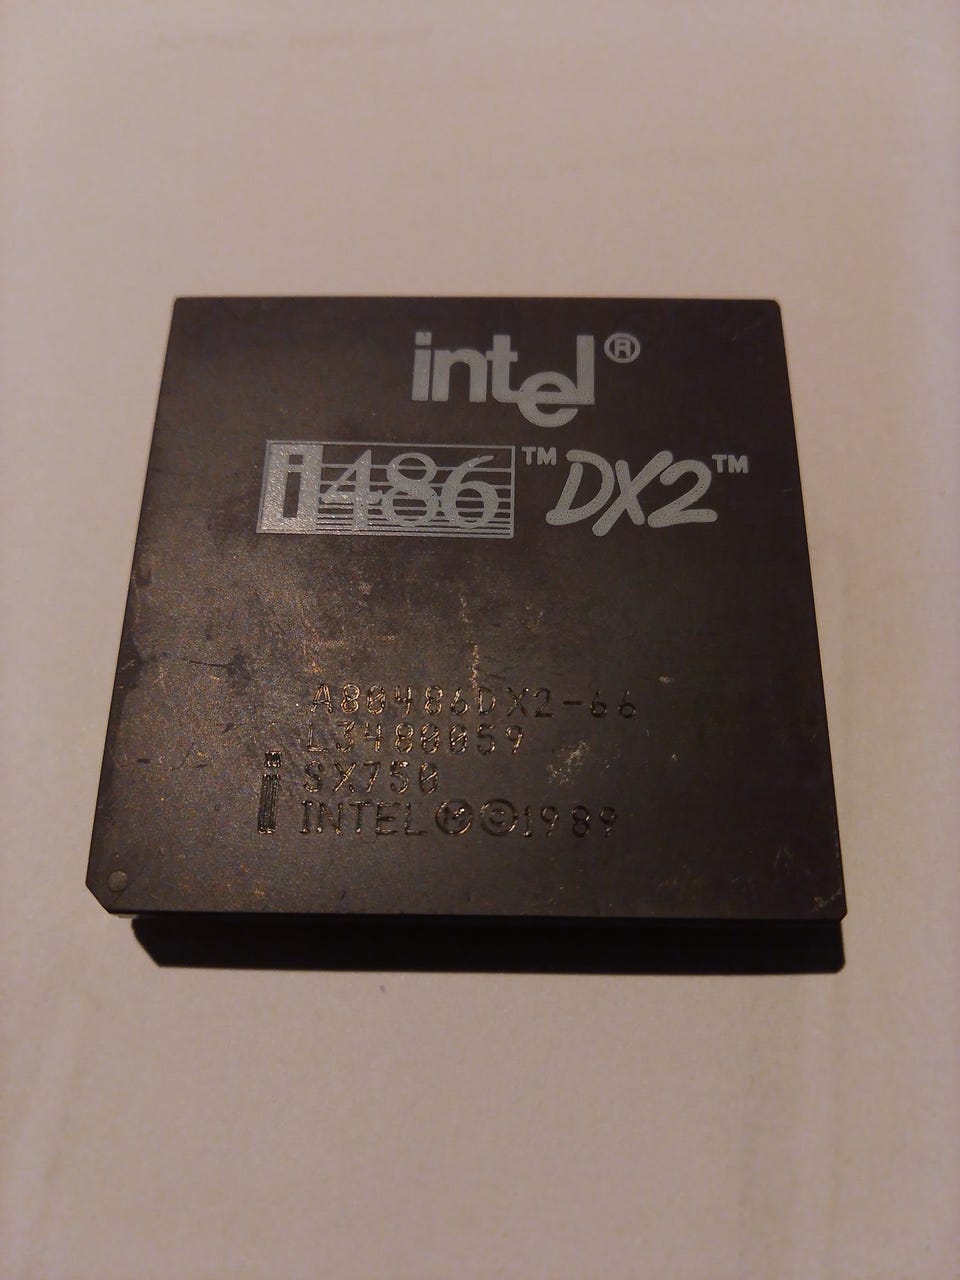 intel®
i486™ DX2™
A80486DX2-66
L3480059
SX750
i INTEL Ⓜ © 1989